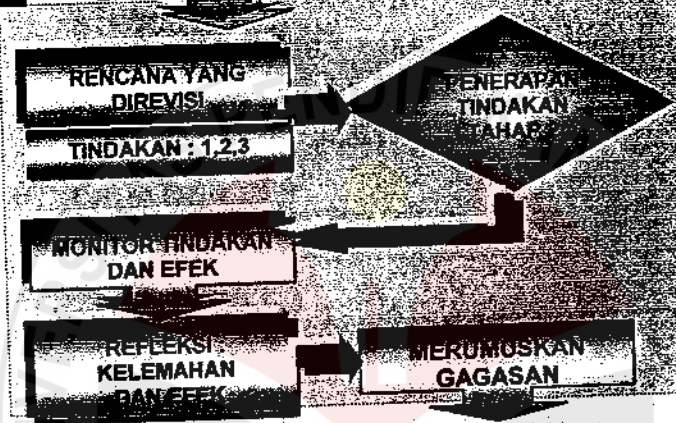 RENCANA YANG
DIREVISI
TINDAKAN : 1,2,3
PENERAPAN
TINDAKAN
TAHAP
MONITOR TINDAKAN
DAN EFEK
REFLEKSI
KELEMAHAN
DAN EFEK
MERUMUSKAN
GAGASAN